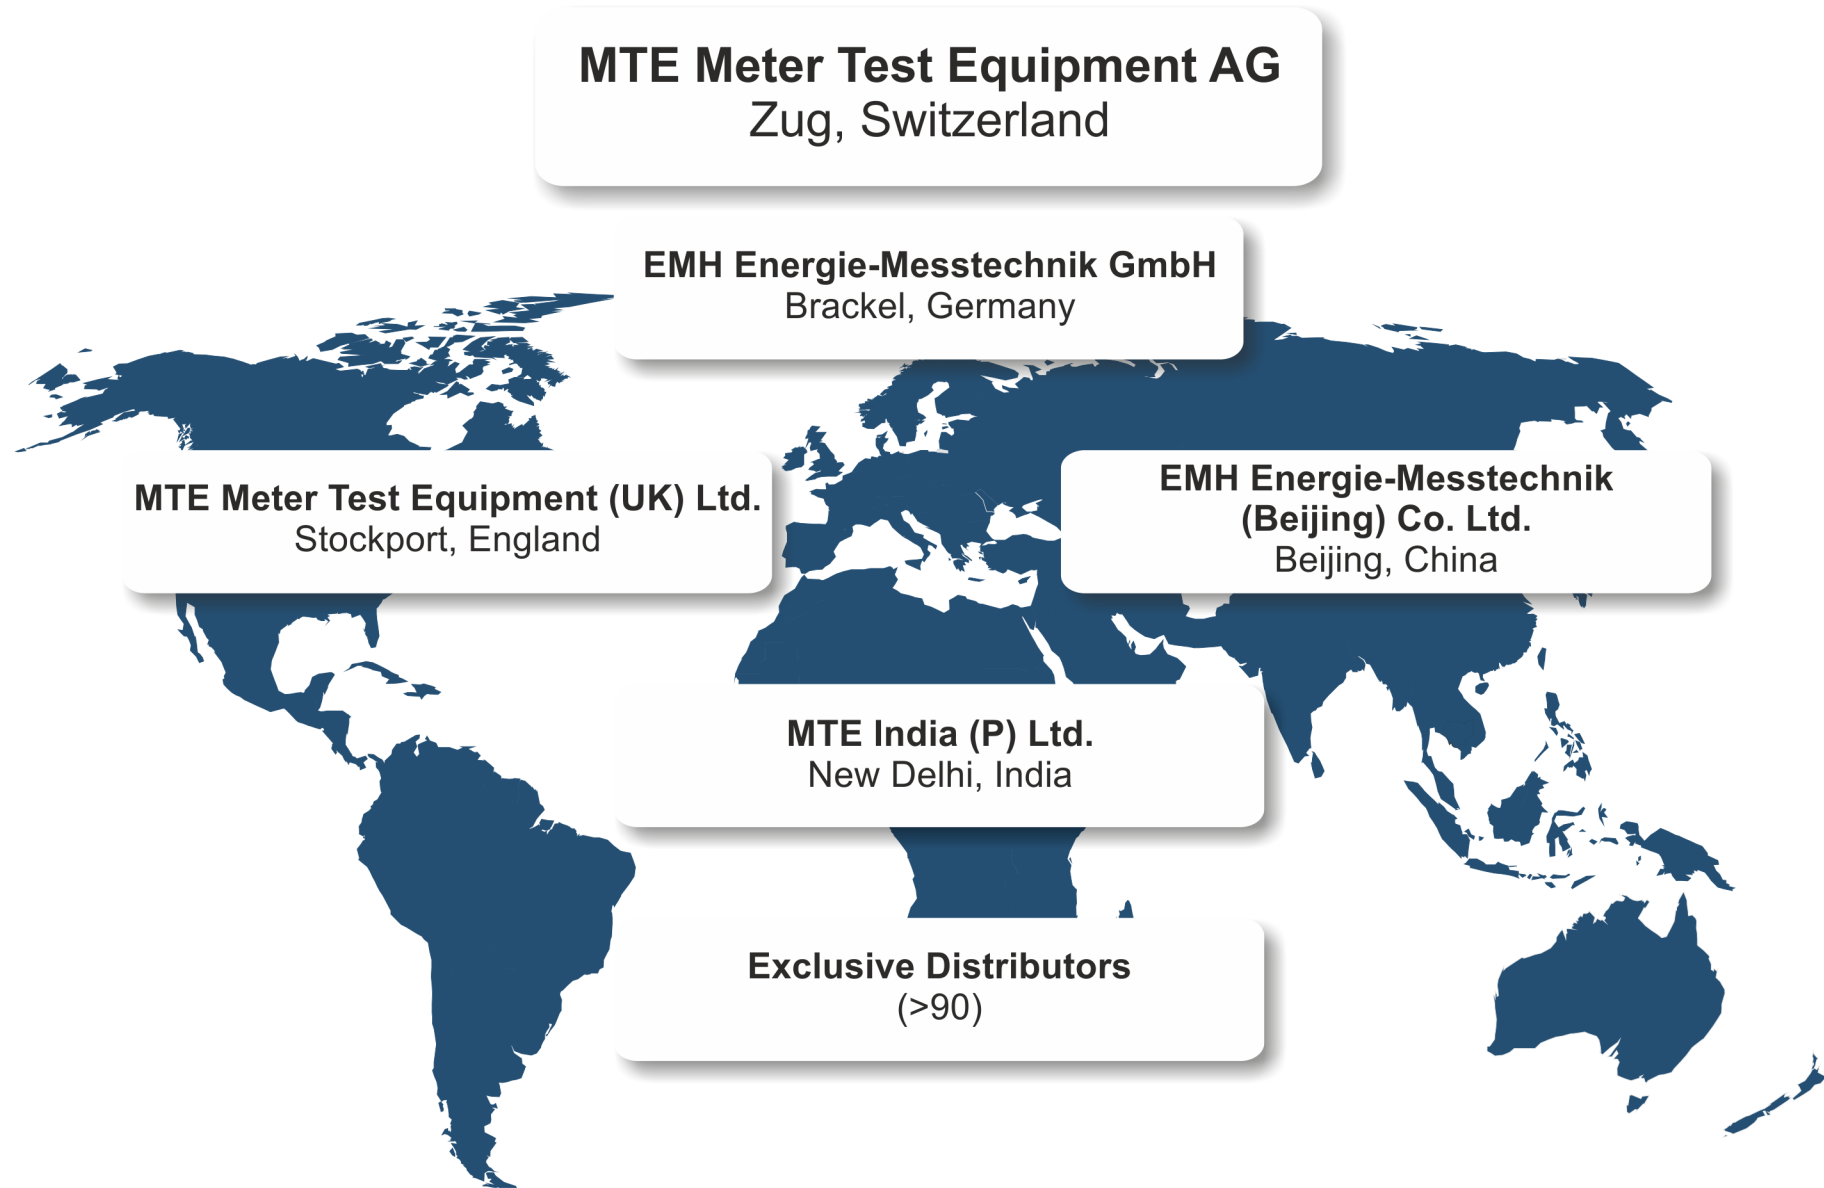 MTE Meter Test Equipment AG
Zug, Switzerland
EMH Energie-Messtechnik GmbH
Brackel, Germany
MTE Meter Test Equipment (UK) Ltd.
Stockport, England
EMH Energie-Messtechnik
(Beijing) Co. Ltd.
Beijing, China
MTE India (P) Ltd.
New Delhi, India
Exclusive Distributors
(>90)